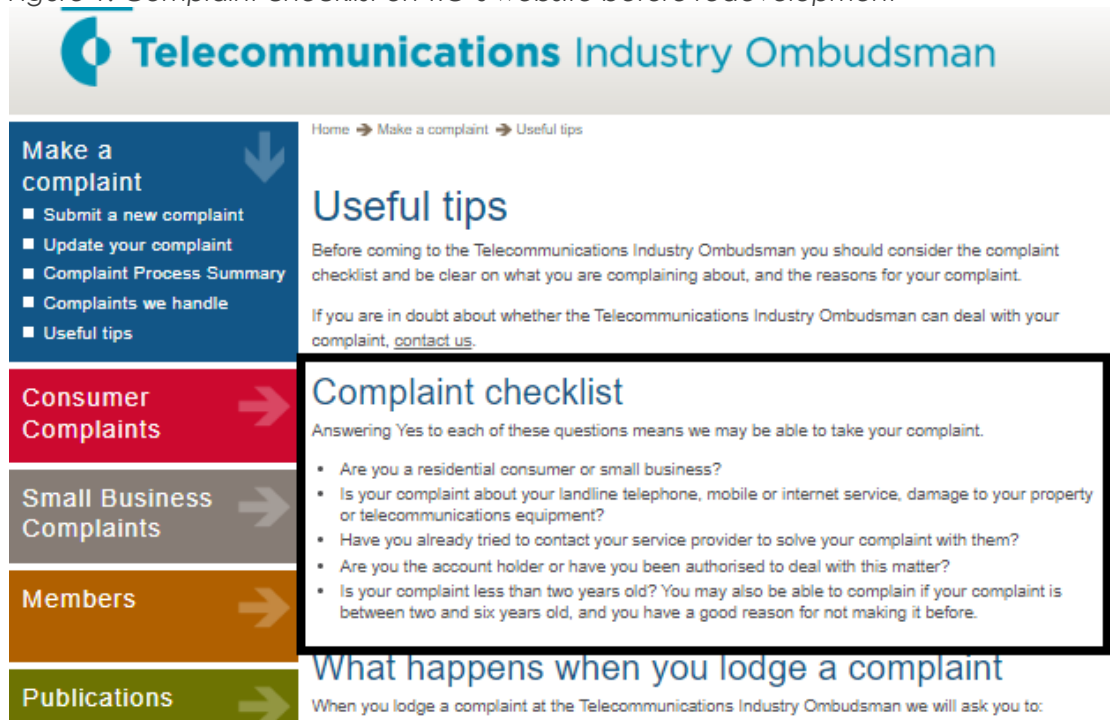 Figure 1: Complaint checklist on TIO's website before redevelopment
Telecommunications Industry Ombudsman
Make a
complaint
Submit a new complaint
Update your complaint
Complaint Process Summary
Complaints we handle
Useful tips
Consumer
Complaints
Small Business
Complaints
Members
Publications
Home → Make a complaint → Useful tips
Useful tips
Before coming to the Telecommunications Industry Ombudsman you should consider the complaint
checklist and be clear on what you are complaining about, and the reasons for your complaint.
If you are in doubt about whether the Telecommunications Industry Ombudsman can deal with your
complaint, contact us.
Complaint checklist
Answering Yes to each of these questions means we may be able to take your complaint.
• Are you a residential consumer or small business?
• Is your complaint about your landline telephone, mobile or internet service, damage to your property
or telecommunications equipment?
• Have you already tried to contact your service provider to solve your complaint with them?
• Are you the account holder or have you been authorised to deal with this matter?
• Is your complaint less than two years old? You may also be able to complain if your complaint is
between two and six years old, and you have a good reason for not making it before.
What happens when you lodge a complaint
When you lodge a complaint at the Telecommunications Industry Ombudsman we will ask you to: